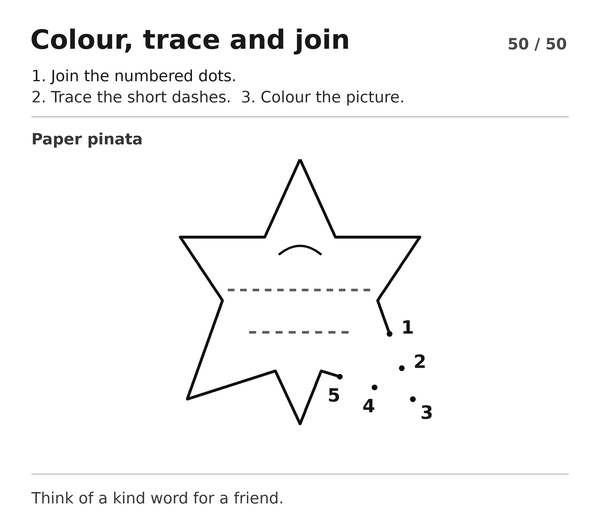 Colour, trace and join
50 / 50
1. Join the numbered dots.
2. Trace the short dashes.  3. Colour the picture.
Paper pinata
1
2
5
4
3
Think of a kind word for a friend.